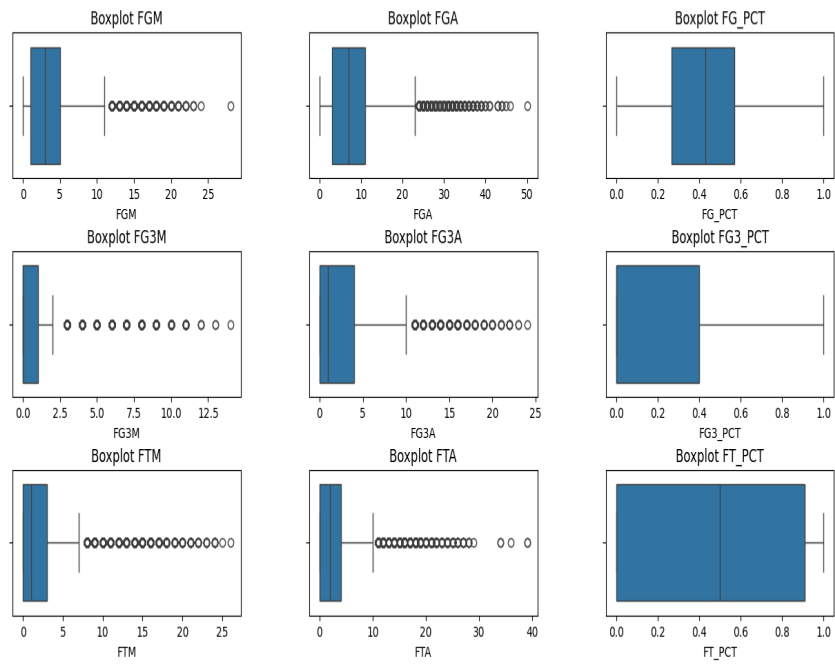 Boxplot FGM
Boxplot FGA
Boxplot FG_PCT
0 5 10 15 20 25
0 10 20 30 40 50
0.0 0.2 0.4 0.6 0.8 1.0
FGM
FGA
FG_PCT
Boxplot FG3M
Boxplot FG3A
Boxplot FG3_PCT
0.0 2.5 5.0 7.5 10.0 12.5
0 5 10 15 20 25
0.0 0.2 0.4 0.6 0.8 1.0
FG3M
FG3A
FG3_PCT
Boxplot FTM
Boxplot FTA
Boxplot FT_PCT
0 5 10 15 20 25
0 10 20 30 40
0.0 0.2 0.4 0.6 0.8 1.0
FTM
FTA
FT_PCT